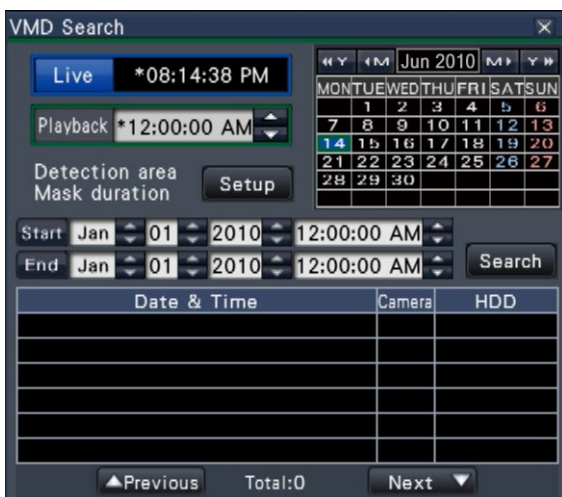 VMD Search
Live *08:14:38 PM
Playback *12:00:00 AM
Detection area
Mask duration
Setup
Y M Jun 2010 M Y
MON TUE WED THU FRI SAT SUN
1 2 3 4 5 6
7 8 9 10 11 12 13
14 15 16 17 18 19 20
21 22 23 24 25 26 27
28 29 30
Start Jan 01 2010 12:00:00 AM
End Jan 01 2010 12:00:00 AM
Search
Date & Time Camera HDD
Previous Total:0 Next